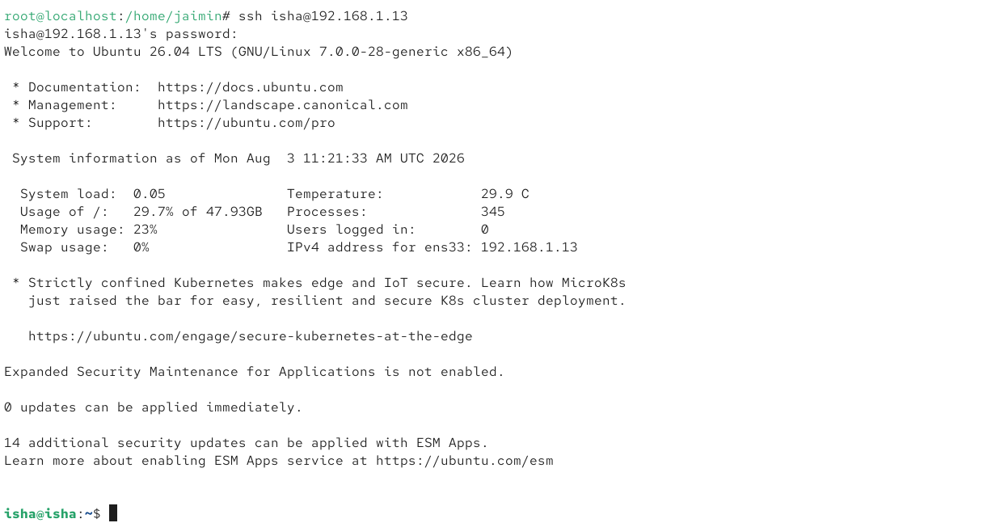 root@localhost:/home/jaimin# ssh isha@192.168.1.13
isha@192.168.1.13's password:
Welcome to Ubuntu 26.04 LTS (GNU/Linux 7.0.0-28-generic x86_64)

 * Documentation:  https://docs.ubuntu.com
 * Management:     https://landscape.canonical.com
 * Support:        https://ubuntu.com/pro

 System information as of Mon Aug  3 11:21:33 AM UTC 2026

  System load:  0.05               Temperature:            29.9 C
  Usage of /:   29.7% of 47.93GB   Processes:              345
  Memory usage: 23%                Users logged in:        0
  Swap usage:   0%                 IPv4 address for ens33: 192.168.1.13

 * Strictly confined Kubernetes makes edge and IoT secure. Learn how MicroK8s
   just raised the bar for easy, resilient and secure K8s cluster deployment.

   https://ubuntu.com/engage/secure-kubernetes-at-the-edge

Expanded Security Maintenance for Applications is not enabled.

0 updates can be applied immediately.

14 additional security updates can be applied with ESM Apps.
Learn more about enabling ESM Apps service at https://ubuntu.com/esm


isha@isha:~$